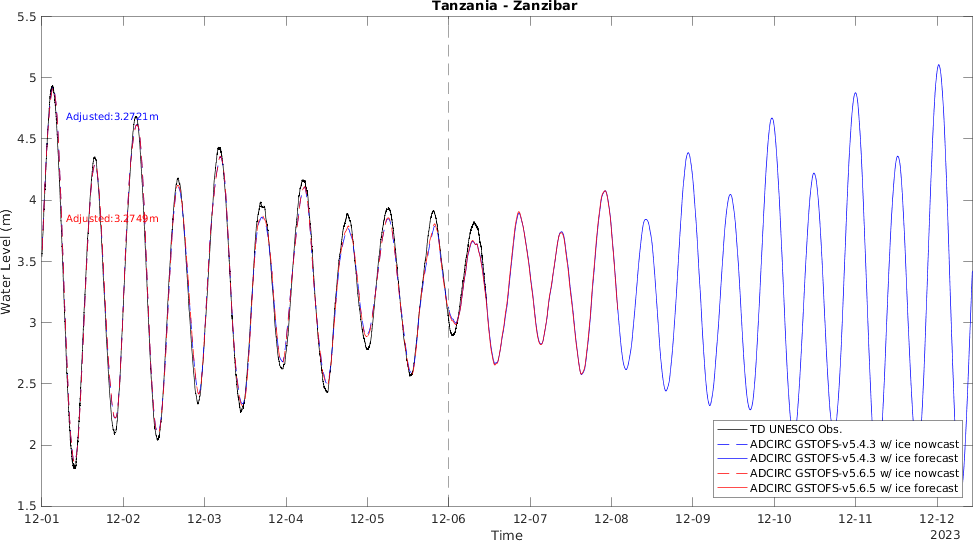 Tanzania - Zanzibar
5.5
5
4.5
4
3.5
3
2.5
2
1.5
Water Level (m)
Adjusted:3.2721m
Adjusted:3.2749m
TD UNESCO Obs.
ADCIRC GSTOFS-v5.4.3 w/ ice nowcast
ADCIRC GSTOFS-v5.4.3 w/ ice forecast
ADCIRC GSTOFS-v5.6.5 w/ ice nowcast
ADCIRC GSTOFS-v5.6.5 w/ ice forecast
12-01 12-02 12-03 12-04 12-05 12-06 12-07 12-08 12-09 12-10 12-11 12-12
2023
Time